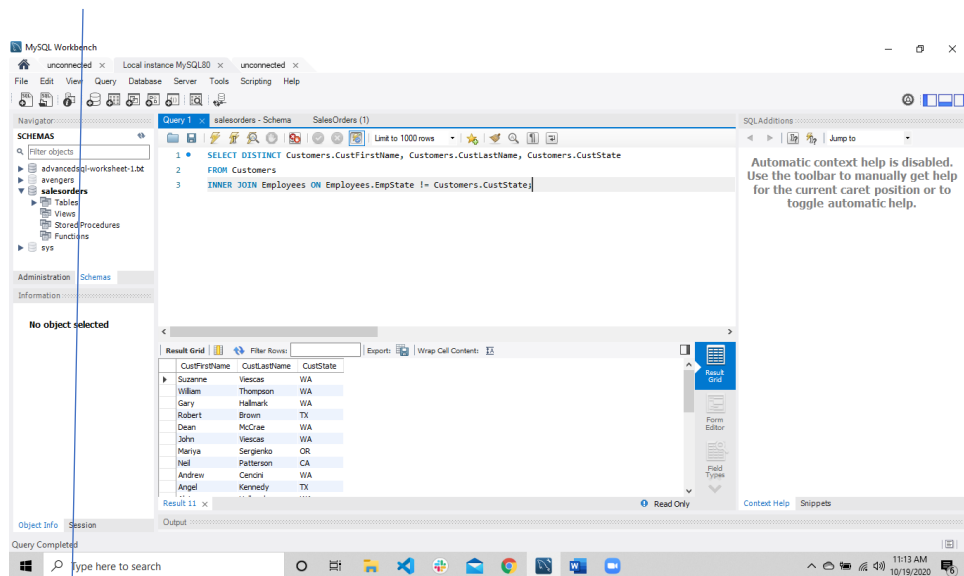 MySQL Workbench
unconnected × Local instance MySQL80 × unconnected ×
File Edit View Query Database Server Tools Scripting Help
Navigator
SCHEMAS
Filter objects
advancedsql-worksheet-1.txt
avengers
salesorders
Tables
Views
Stored Procedures
Functions
sys
Administration Schemas
Information
No object selected
Object Info Session
Query 1 × salesorders - Schema SalesOrders (1)
Limit to 1000 rows
1 SELECT DISTINCT Customers.CustFirstName, Customers.CustLastName, Customers.CustState
2 FROM Customers
3 INNER JOIN Employees ON Employees.EmpState != Customers.CustState;
Result Grid Filter Rows: Export: Wrap Cell Content: IA
CustFirstName CustLastName CustState
Suzanne Viescas WA
William Thompson WA
Gary Hallmark WA
Robert Brown TX
Dean McCrae WA
John Viescas WA
Mariya Sergienko OR
Neil Patterson CA
Andrew Cencini WA
Angel Kennedy TX
Result Grid
Form Editor
Field Types
Result 11 × Read Only
Output
SQLAdditions
Jump to
Automatic context help is disabled.
Use the toolbar to manually get help
for the current caret position or to
toggle automatic help.
Context Help Snippets
Query Completed
Type here to search
11:13 AM
10/19/2020
6